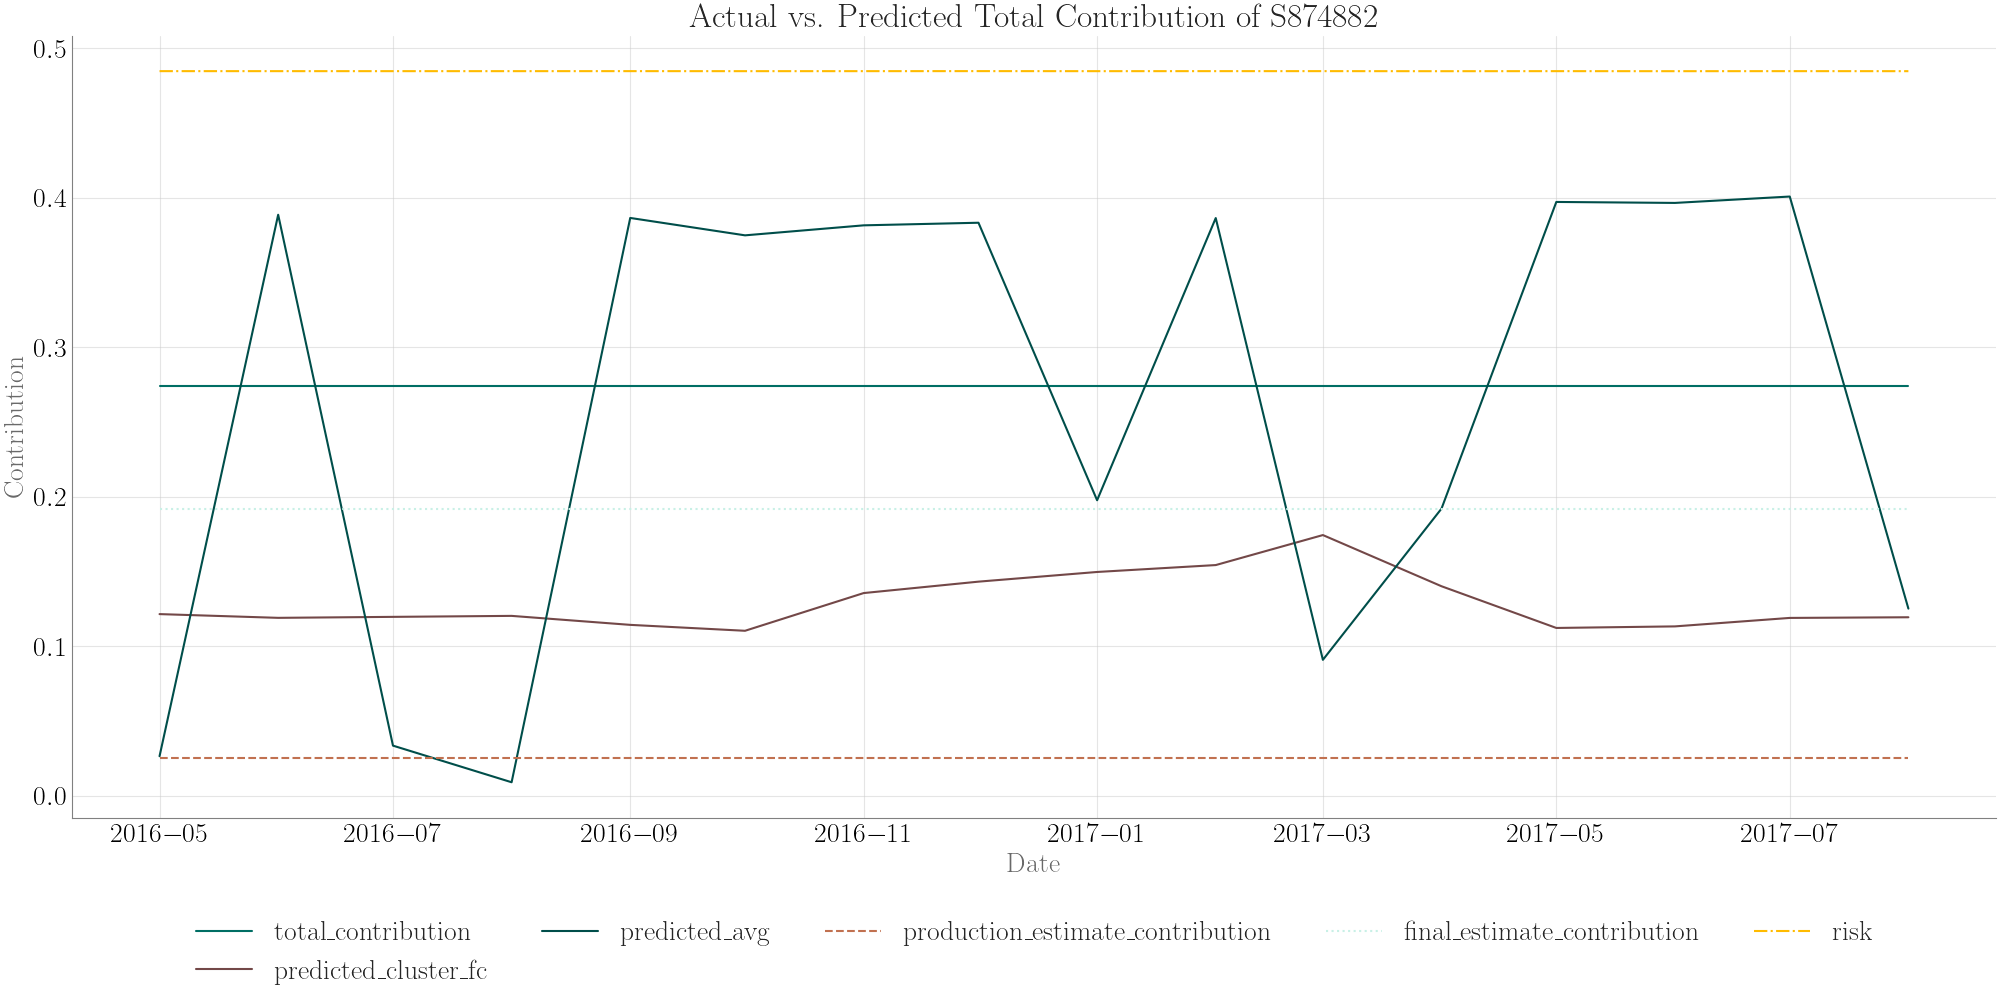 Actual vs. Predicted Total Contribution of S874882
Contribution
0.5
0.4
0.3
0.2
0.1
0.0
2016–05 2016–07 2016–09 2016–11 2017–01 2017–03 2017–05 2017–07
Date
total_contribution predicted_avg production_estimate_contribution final_estimate_contribution risk
predicted_cluster_fc